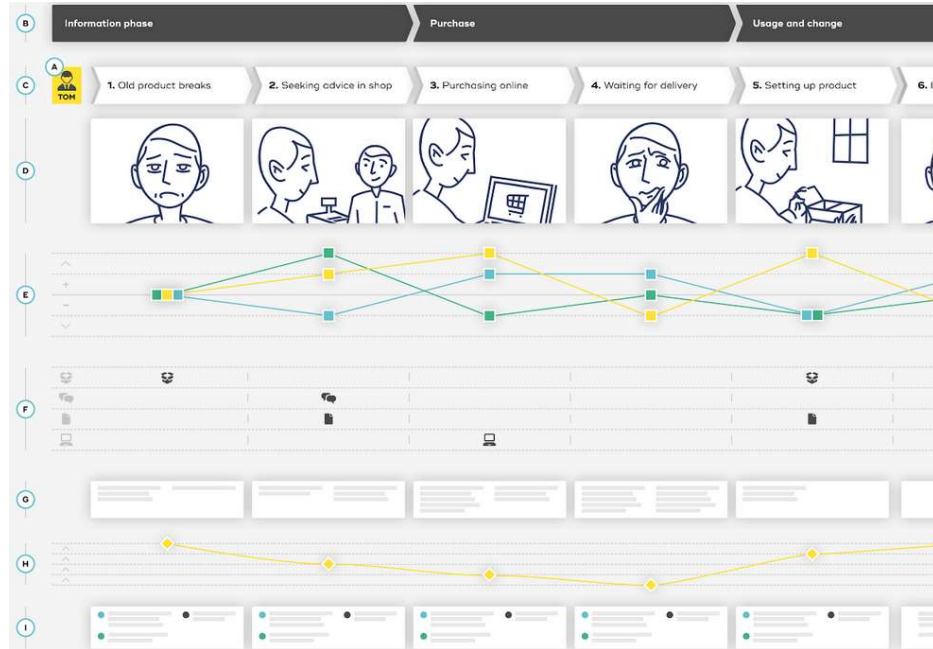 B
Information phase
Purchase
Usage and change
A
C
TOM
1. Old product breaks
2. Seeking advice in shop
3. Purchasing online
4. Waiting for delivery
5. Setting up product
6.
D
E
+
−
F
G
H
I